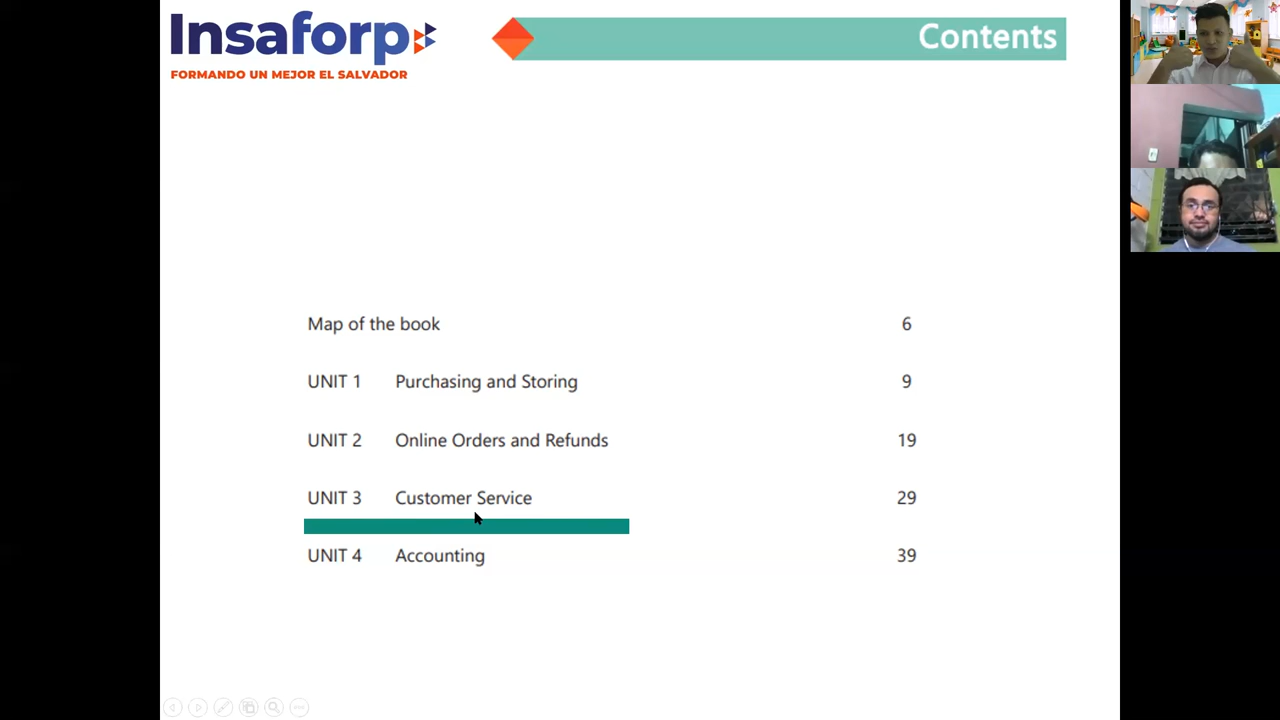 Insaforp
FORMANDO UN MEJOR EL SALVADOR
Contents
Map of the book 6
UNIT 1 Purchasing and Storing 9
UNIT 2 Online Orders and Refunds 19
UNIT 3 Customer Service 29
UNIT 4 Accounting 39